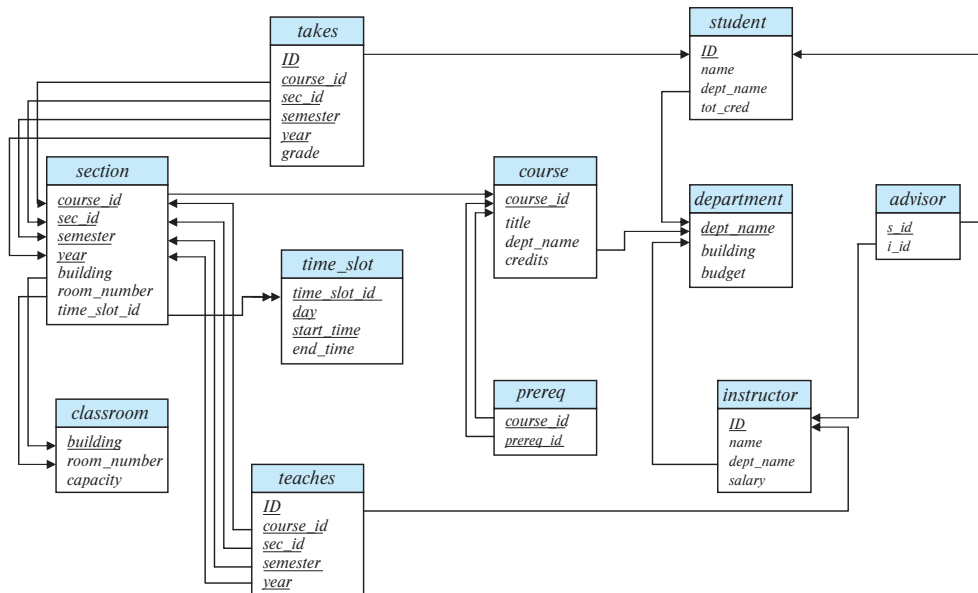 takes
ID
course_id
sec_id
semester
year
grade
student
ID
name
dept_name
tot_cred
section
course_id
sec_id
semester
year
building
room_number
time_slot_id
course
course_id
title
dept_name
credits
department
dept_name
building
budget
advisor
s_id
i_id
time_slot
time_slot_id
day
start_time
end_time
prereq
course_id
prereq_id
instructor
ID
name
dept_name
salary
classroom
building
room_number
capacity
teaches
ID
course_id
sec_id
semester
year